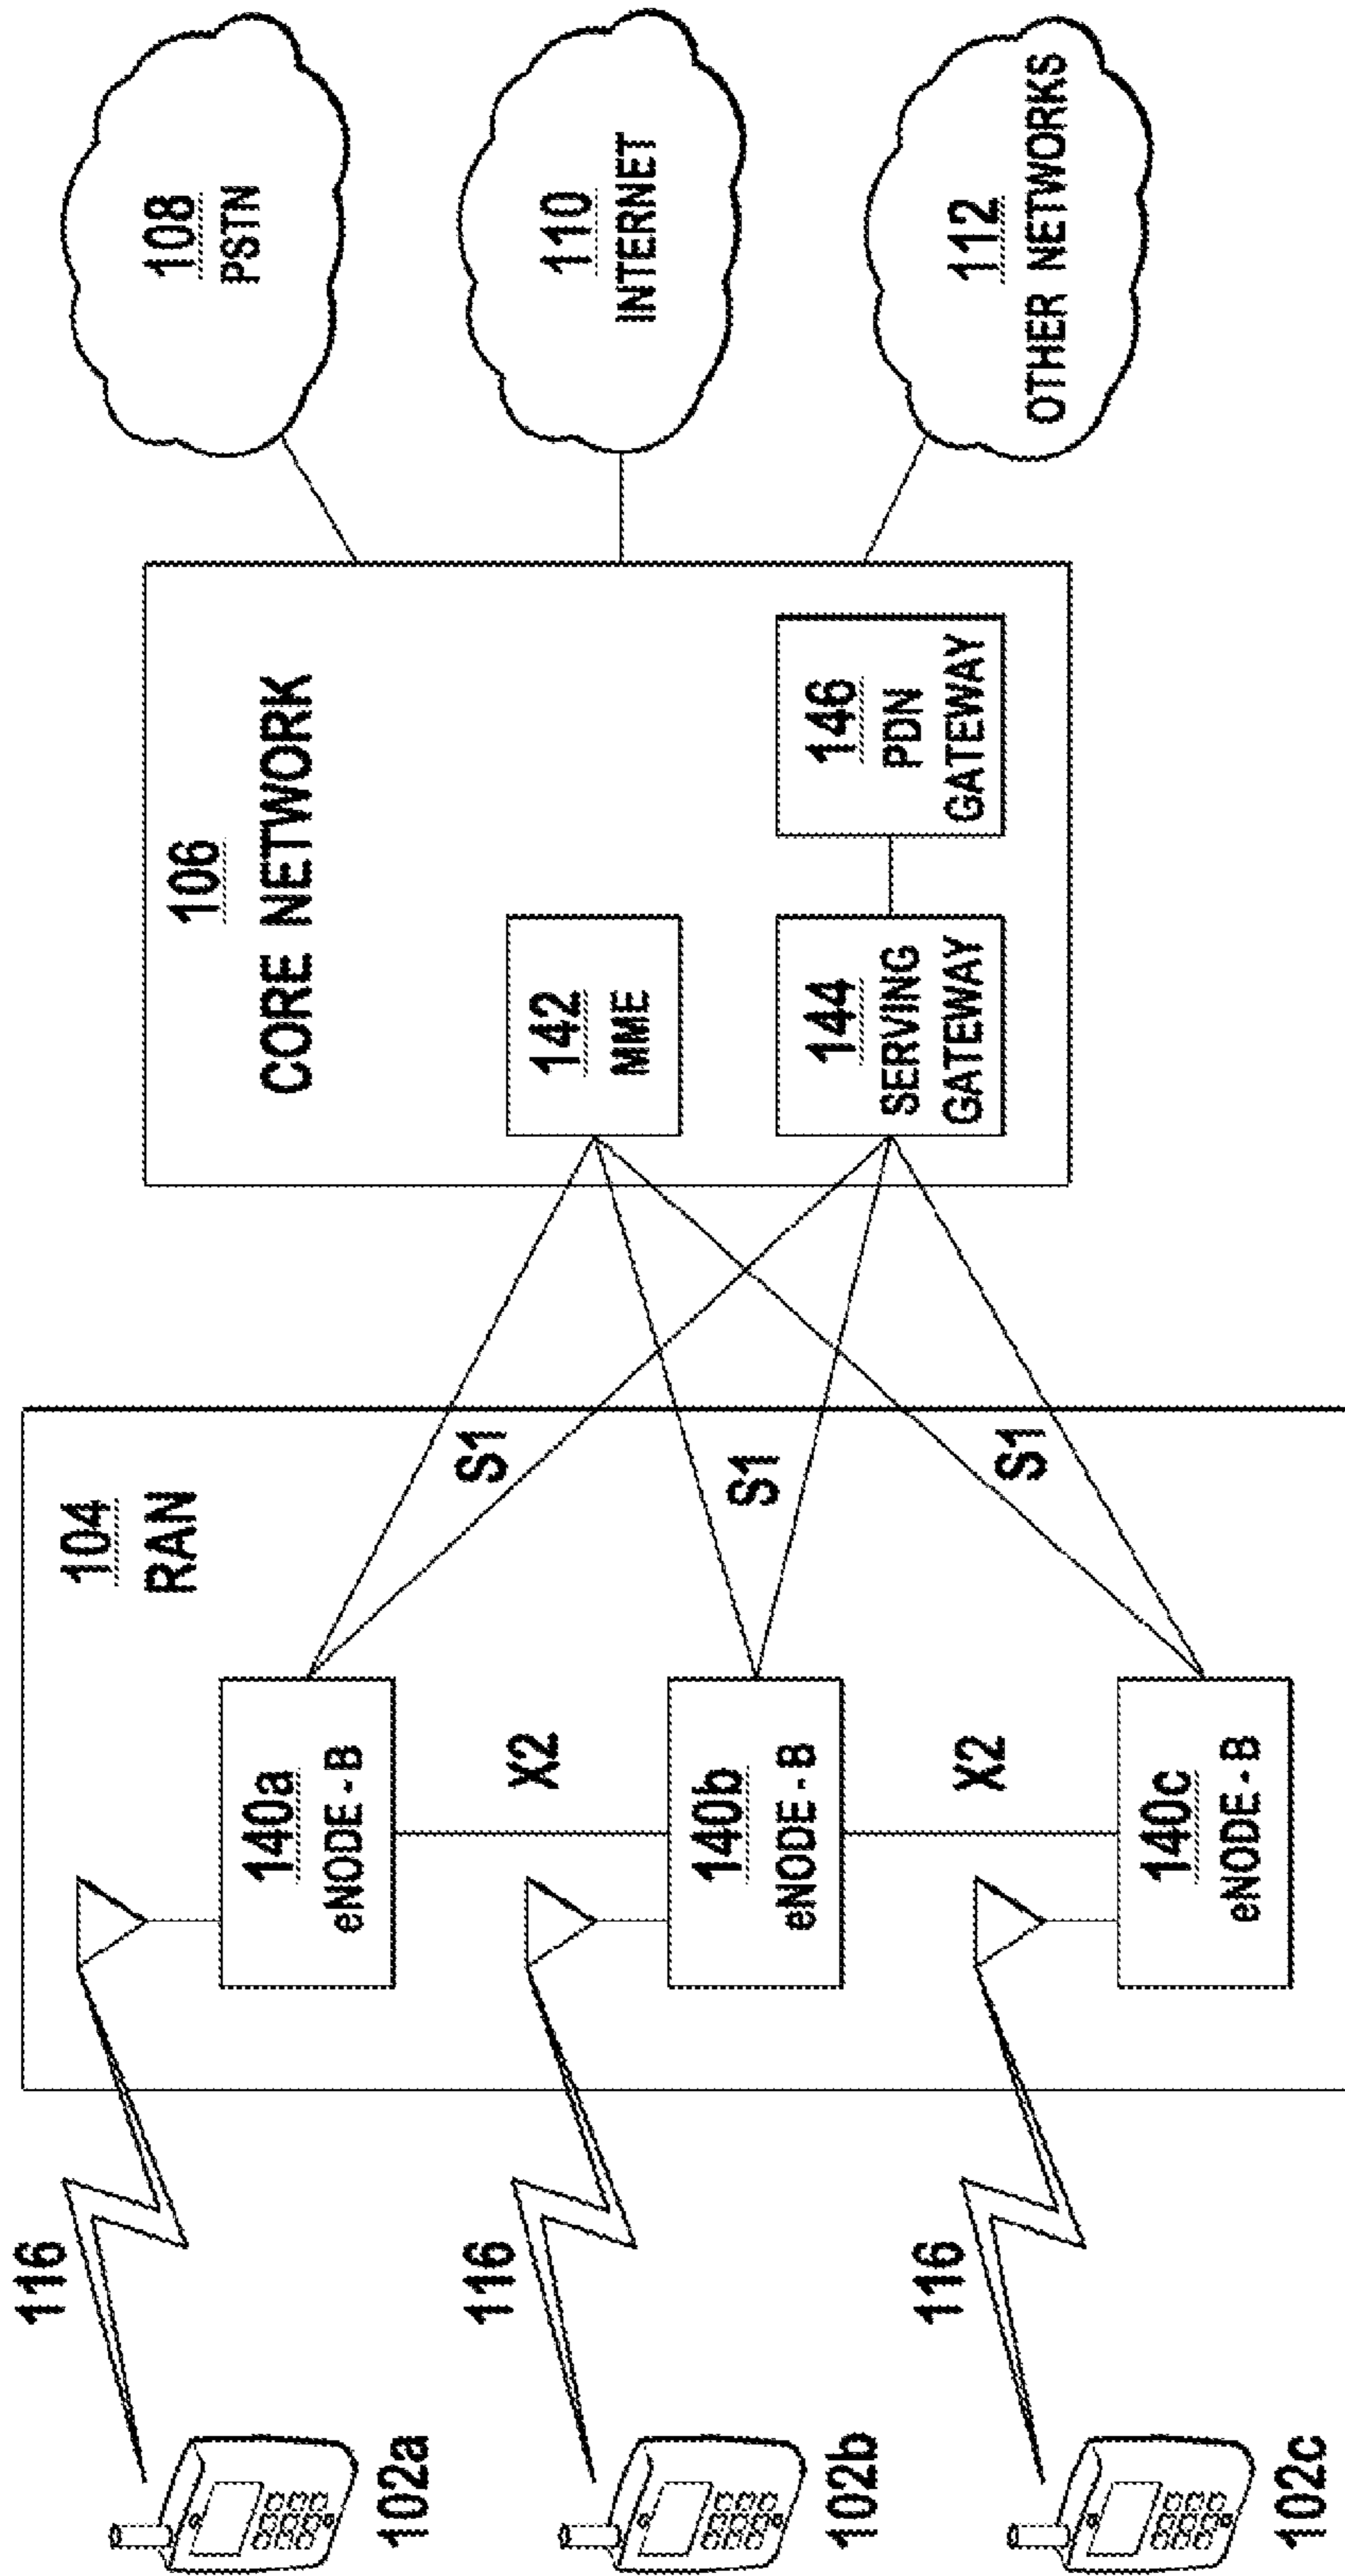 102a
116
104
RAN
140a
eNODE-B
X2
S1
106
CORE NETWORK
108
PSTN
102b
116
140b
eNODE-B
X2
S1
142
MME
110
INTERNET
102c
116
140c
eNODE-B
S1
144
SERVING
GATEWAY
146
PDN
GATEWAY
112
OTHER NETWORKS